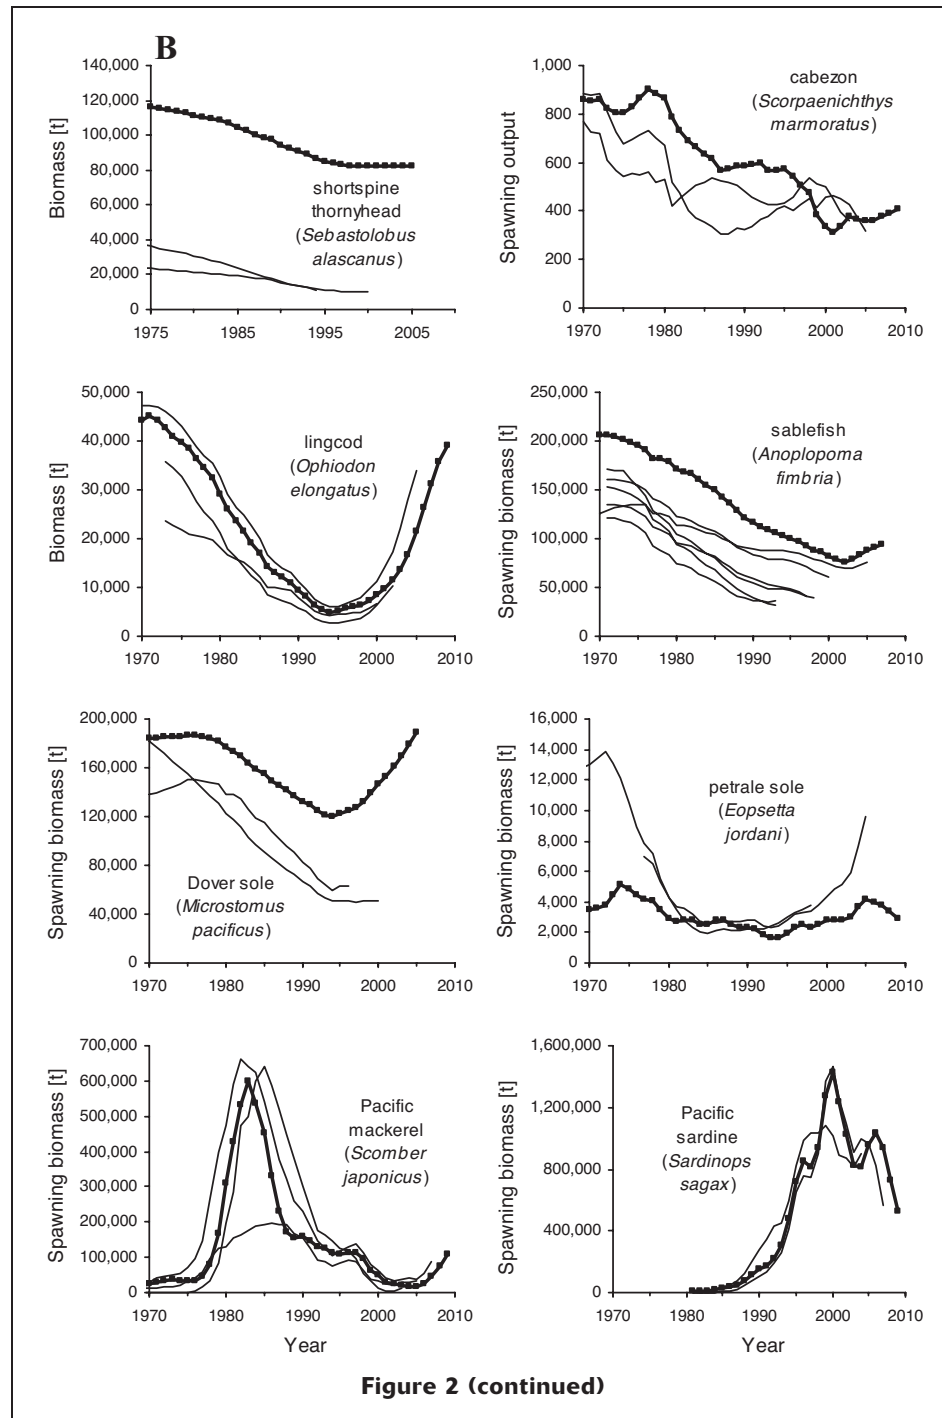 B
Biomass [t]
140,000
120,000
100,000
80,000
60,000
40,000
20,000
0
shortspine
thornyhead
(Sebastolobus
alascanus)
1975 1985 1995 2005
Spawning output
1,000
800
600
400
200
0
cabezon
(Scorpaenichthys
marmoratus)
1970 1980 1990 2000 2010
Biomass [t]
50,000
40,000
30,000
20,000
10,000
0
lingcod
(Ophiodon
elongatus)
1970 1980 1990 2000 2010
Spawning biomass [t]
250,000
200,000
150,000
100,000
50,000
0
sablefish
(Anoplopoma
fimbria)
1970 1980 1990 2000 2010
Spawning biomass [t]
200,000
160,000
120,000
80,000
40,000
0
Dover sole
(Microstomus
pacificus)
1970 1980 1990 2000 2010
Spawning biomass [t]
16,000
14,000
12,000
10,000
8,000
6,000
4,000
2,000
0
petrale sole
(Eopsetta
jordani)
1970 1980 1990 2000 2010
Spawning biomass [t]
700,000
600,000
500,000
400,000
300,000
200,000
100,000
0
Pacific
mackerel
(Scomber
japonicus)
1970 1980 1990 2000 2010
Year
Spawning biomass [t]
1,600,000
1,200,000
800,000
400,000
0
Pacific
sardine
(Sardinops
sagax)
1970 1980 1990 2000 2010
Year
Figure 2 (continued)